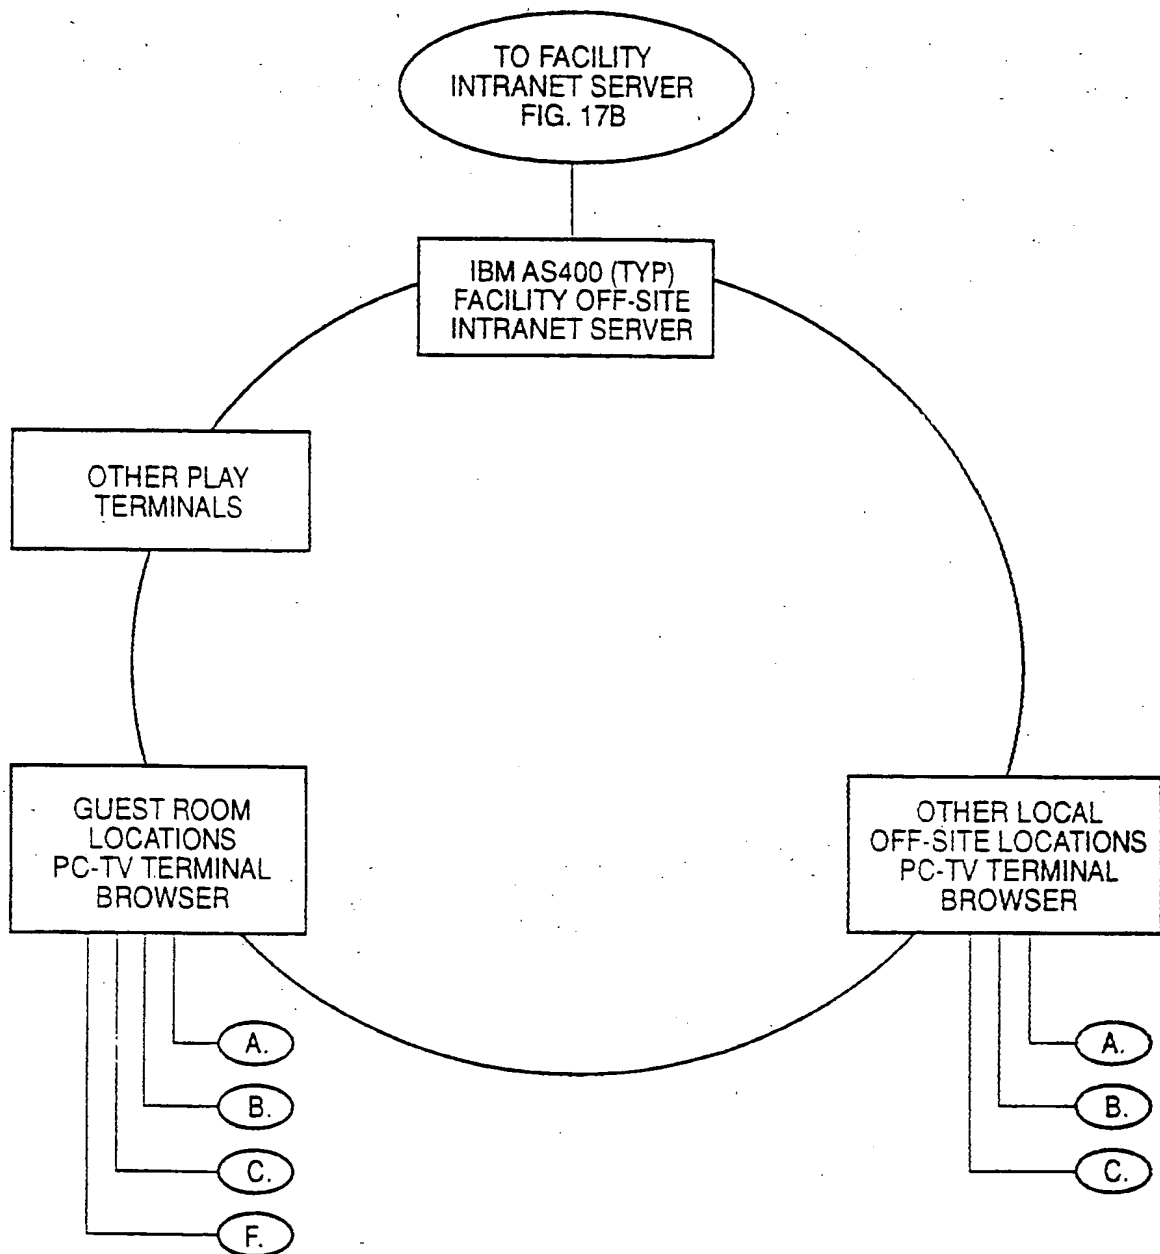 TO FACILITY
INTRANET SERVER
FIG. 17B
IBM AS400 (TYP)
FACILITY OFF-SITE
INTRANET SERVER
OTHER PLAY
TERMINALS
GUEST ROOM
LOCATIONS
PC-TV TERMINAL
BROWSER
OTHER LOCAL
OFF-SITE LOCATIONS
PC-TV TERMINAL
BROWSER
A.
B.
C.
F.
A.
B.
C.